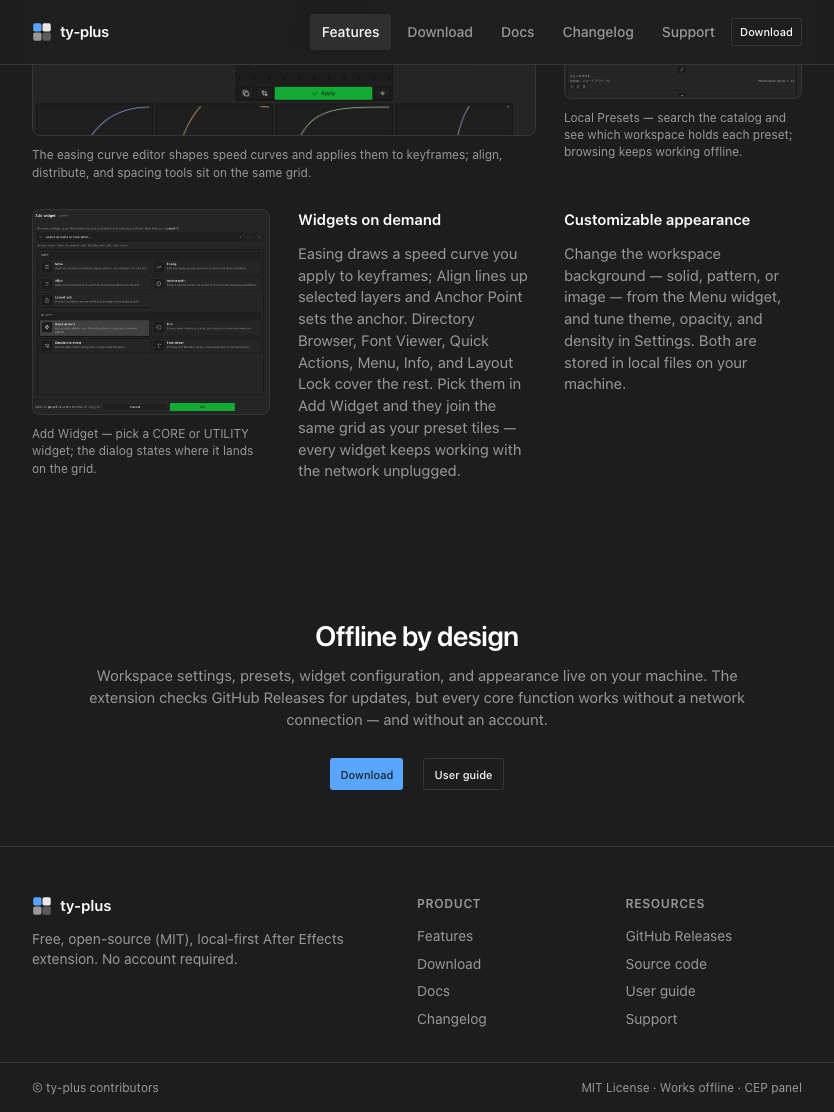 ty-plus
Features
Download
Docs
Changelog
Support
Download
Apply
The easing curve editor shapes speed curves and applies them to keyframes; align,
distribute, and spacing tools sit on the same grid.
Local Presets — search the catalog and
see which workspace holds each preset;
browsing keeps working offline.
Add widget
Add Widget — pick a CORE or UTILITY
widget; the dialog states where it lands
on the grid.
Widgets on demand
Easing draws a speed curve you
apply to keyframes; Align lines up
selected layers and Anchor Point
sets the anchor. Directory
Browser, Font Viewer, Quick
Actions, Menu, Info, and Layout
Lock cover the rest. Pick them in
Add Widget and they join the
same grid as your preset tiles —
every widget keeps working with
the network unplugged.
Customizable appearance
Change the workspace
background — solid, pattern, or
image — from the Menu widget,
and tune theme, opacity, and
density in Settings. Both are
stored in local files on your
machine.
Offline by design
Workspace settings, presets, widget configuration, and appearance live on your machine. The
extension checks GitHub Releases for updates, but every core function works without a network
connection — and without an account.
Download
User guide
ty-plus
Free, open-source (MIT), local-first After Effects
extension. No account required.
PRODUCT
Features
Download
Docs
Changelog
RESOURCES
GitHub Releases
Source code
User guide
Support
© ty-plus contributors
MIT License · Works offline · CEP panel